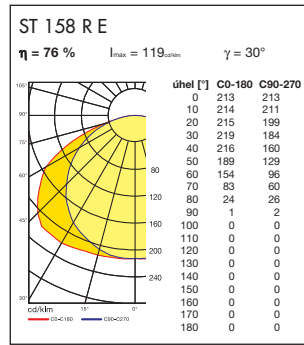 ST 158 R E
η = 76 % Imax = 119cd/klm γ = 30°
úhel [°] C0-180 C90-270
0 213 213
10 214 211
20 215 199
30 219 184
40 216 160
50 189 129
60 154 96
70 83 60
80 24 26
90 1 2
100 0 0
110 0 0
120 0 0
130 0 0
140 0 0
150 0 0
160 0 0
170 0 0
180 0 0
105°
90°
75°
60°
45°
30°
15°
0°
80
120
160
200
240
cd/klm
C0-C180 C90-C270